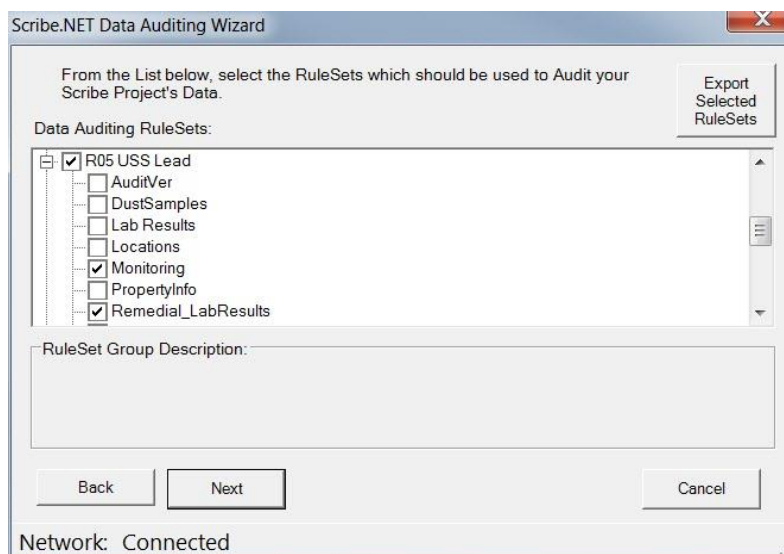 Scribe.NET Data Auditing Wizard
X
From the List below, select the RuleSets which should be used to Audit your
Scribe Project's Data.
Export
Selected
RuleSets
Data Auditing RuleSets:
R05 USS Lead
AuditVer
DustSamples
Lab Results
Locations
Monitoring
PropertyInfo
Remedial_LabResults
RuleSet Group Description:
Back
Next
Cancel
Network: Connected